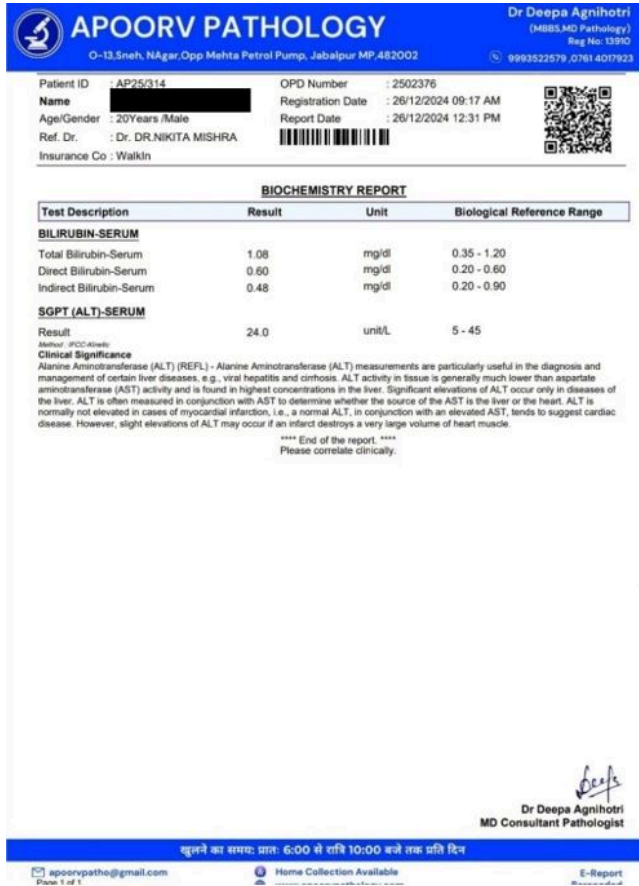 APOORV PATHOLOGY
O-13,Sneh, NAgar,Opp Mehta Petrol Pump, Jabalpur MP,482002
Dr Deepa Agnihotri
(MBBS,MD Pathology)
Reg No: 13910
9993522579 ,0761 4017923
Patient ID : AP25/314
Name
Age/Gender : 20Years /Male
Ref. Dr. : Dr. DR.NIKITA MISHRA
Insurance Co : WalkIn
OPD Number : 2502376
Registration Date : 26/12/2024 09:17 AM
Report Date : 26/12/2024 12:31 PM
BIOCHEMISTRY REPORT
Test Description Result Unit Biological Reference Range
BILIRUBIN-SERUM
Total Bilirubin-Serum 1.08 mg/dl 0.35 - 1.20
Direct Bilirubin-Serum 0.60 mg/dl 0.20 - 0.60
Indirect Bilirubin-Serum 0.48 mg/dl 0.20 - 0.90
SGPT (ALT)-SERUM
Result 24.0 unit/L 5 - 45
Method : IFCC-Kinetic
Clinical Significance
Alanine Aminotransferase (ALT) (REFL) - Alanine Aminotransferase (ALT) measurements are particularly useful in the diagnosis and
management of certain liver diseases, e.g., viral hepatitis and cirrhosis. ALT activity in tissue is generally much lower than aspartate
aminotransferase (AST) activity and is found in highest concentrations in the liver. Significant elevations of ALT occur only in diseases of
the liver. ALT is often measured in conjunction with AST to determine whether the source of the AST is the liver or the heart. ALT is
normally not elevated in cases of myocardial infarction, i.e., a normal ALT, in conjunction with an elevated AST, tends to suggest cardiac
disease. However, slight elevations of ALT may occur if an infarct destroys a very large volume of heart muscle.
**** End of the report. ****
Please correlate clinically.
Dr Deepa Agnihotri
MD Consultant Pathologist
खुलने का समय: प्रातः 6:00 से रात्रि 10:00 बजे तक प्रति दिन
apoorvpatho@gmail.com
Home Collection Available
E-Report
Page 1 of 1